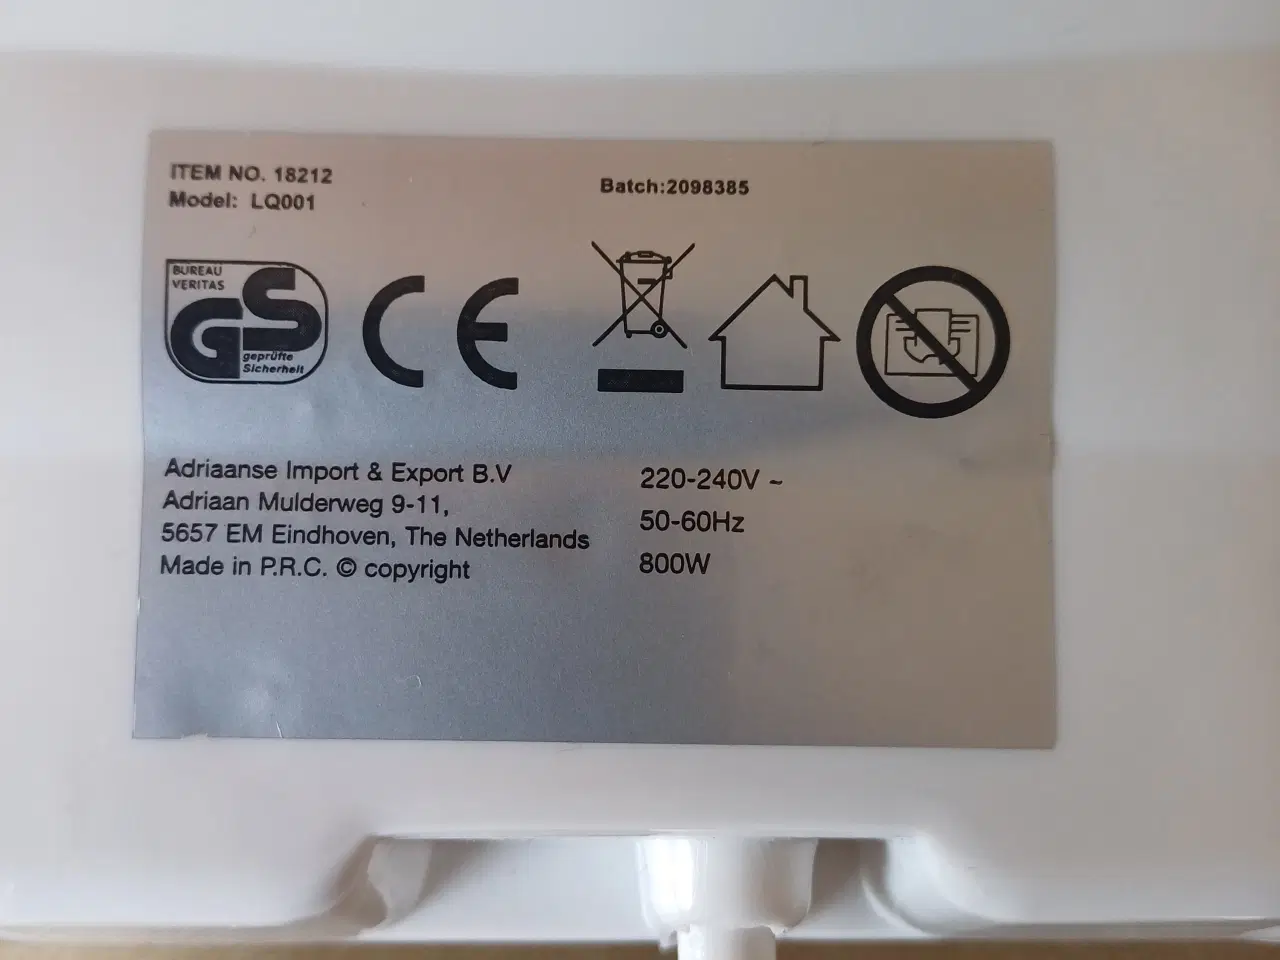 ITEM NO. 18212
Model: LQ001
Batch:2098385
BUREAU
VERITAS
GS
geprüfte
Sicherheit
CE
Adriaanse Import & Export B.V
Adriaan Mulderweg 9-11,
5657 EM Eindhoven, The Netherlands
Made in P.R.C. © copyright
220-240V ~
50-60Hz
800W